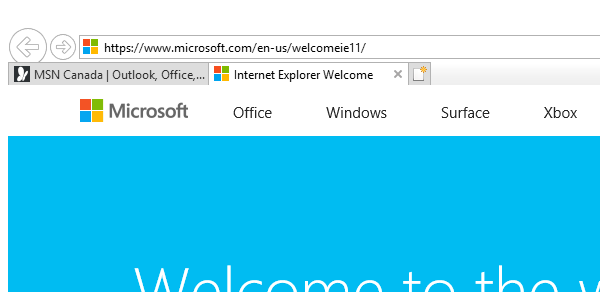 https://www.microsoft.com/en-us/welcomeie11/
MSN Canada | Outlook, Office,... Internet Explorer Welcome
Microsoft Office Windows Surface Xbox
Welcome to the